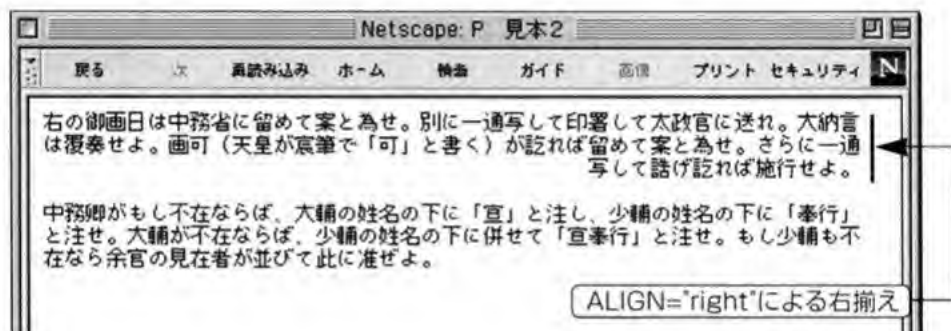 Netscape: P 見本2
戻る 次 再読み込み ホーム 検索 ガイド 画像 プリント セキュリティ N
右の御画日は中務省に留めて案と為せ。別に一通写して印署して太政官に送れ。大納言
は覆奏せよ。画可（天皇が宸筆で「可」と書く）が訖れば留めて案と為せ。さらに一通
写して誥げ訖れば施行せよ。
中務卿がもし不在ならば、大輔の姓名の下に「宣」と注し、少輔の姓名の下に「奉行」
と注せ。大輔が不在ならば、少輔の姓名の下に併せて「宣奉行」と注せ。もし少輔も不
在なら余官の見在者が並びて此に准ぜよ。
ALIGN="right"による右揃え